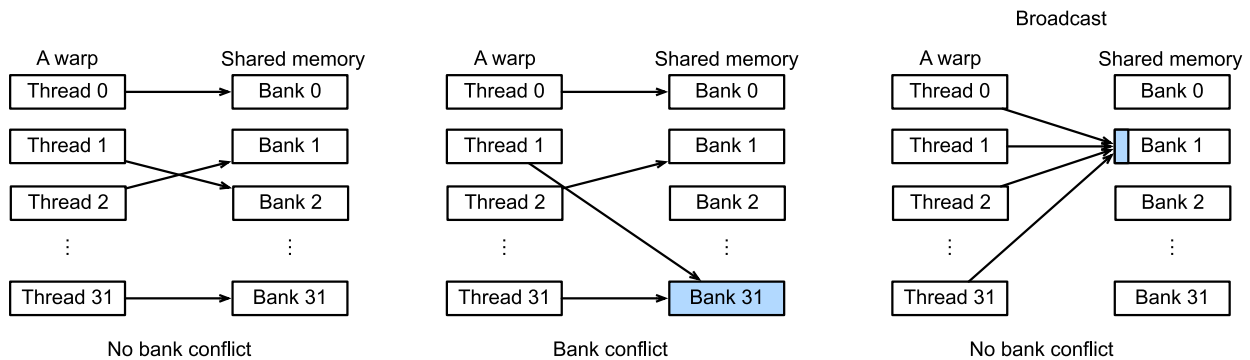 Broadcast
A warp Shared memory A warp Shared memory A warp Shared memory
Thread 0 Bank 0 Thread 0 Bank 0 Thread 0 Bank 0
Thread 1 Bank 1 Thread 1 Bank 1 Thread 1 Bank 1
Thread 2 Bank 2 Thread 2 Bank 2 Thread 2 Bank 2
⋮ ⋮ ⋮ ⋮ ⋮ ⋮
Thread 31 Bank 31 Thread 31 Bank 31 Thread 31 Bank 31
No bank conflict Bank conflict No bank conflict